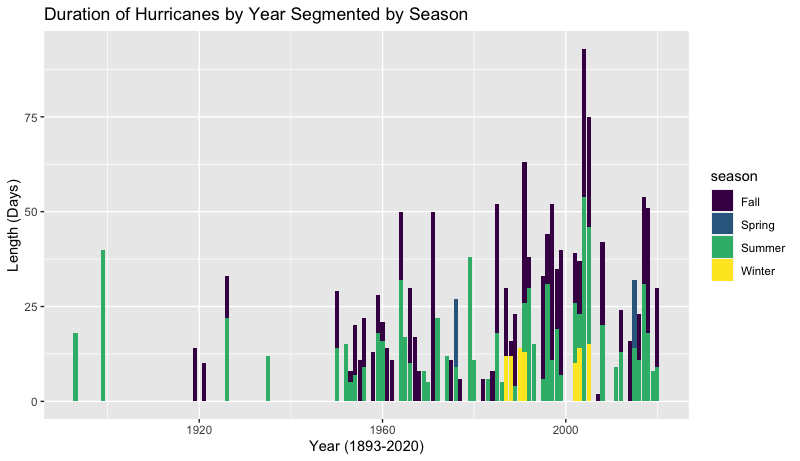 Duration of Hurricanes by Year Segmented by Season
75
50
25
0
Length (Days)
1920
1960
2000
Year (1893-2020)
season
Fall
Spring
Summer
Winter